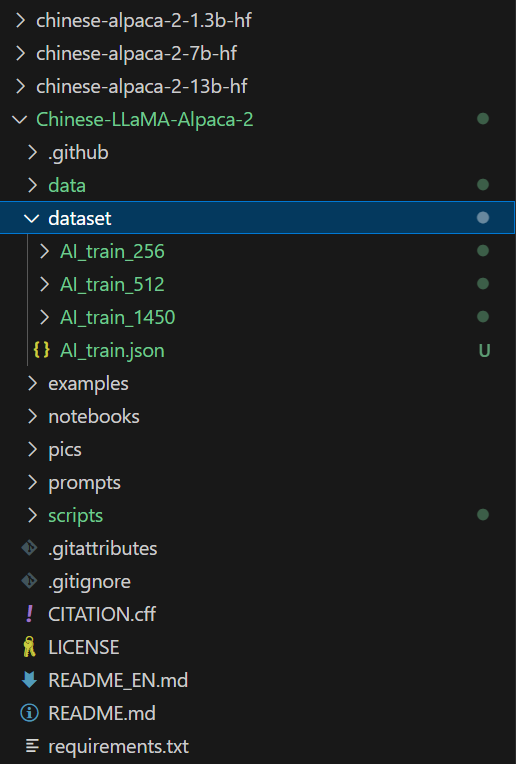 chinese-alpaca-2-1.3b-hf
chinese-alpaca-2-7b-hf
chinese-alpaca-2-13b-hf
Chinese-LLaMA-Alpaca-2
.github
data
dataset
AI_train_256
AI_train_512
AI_train_1450
{} AI_train.json U
examples
notebooks
pics
prompts
scripts
.gitattributes
.gitignore
! CITATION.cff
LICENSE
README_EN.md
README.md
requirements.txt